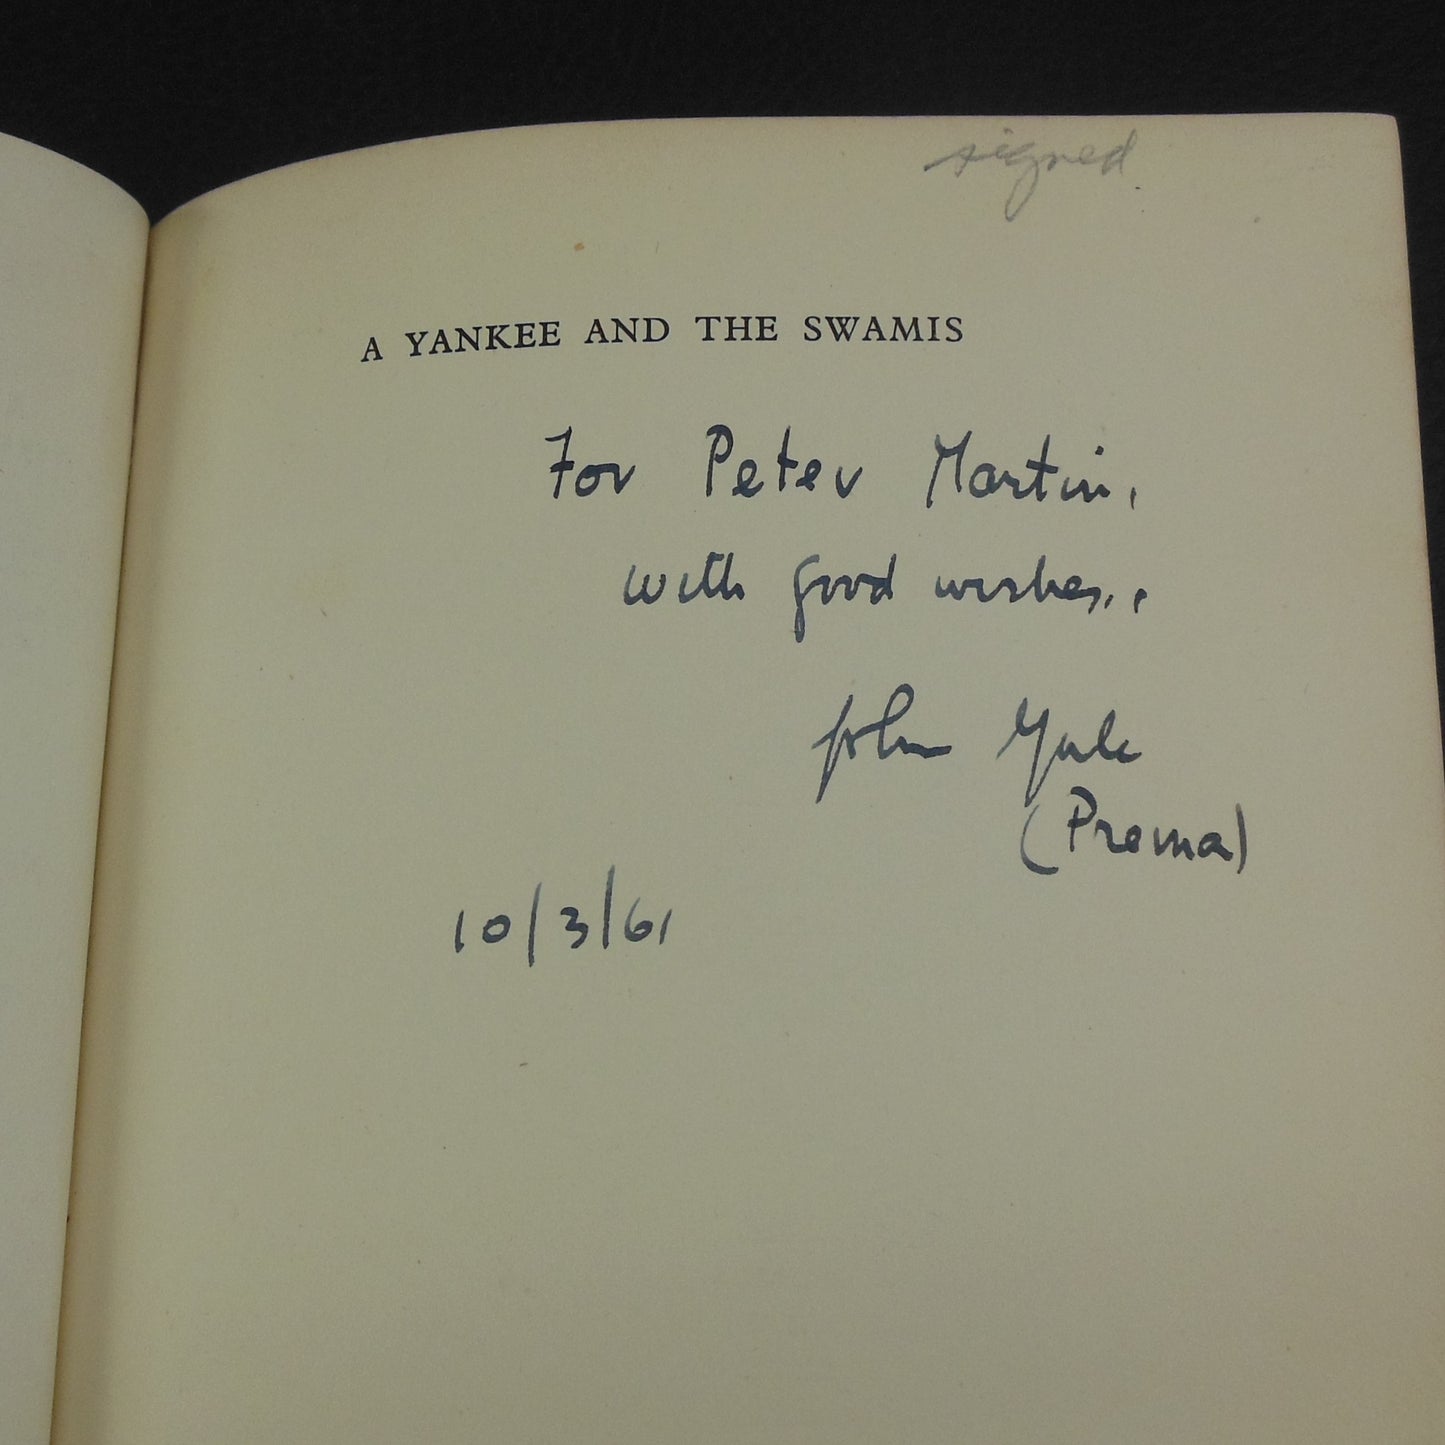 signed
A YANKEE AND THE SWAMIS
For Peter Martin,
with good wishes,.
John Yale
(Prema)
10/3/61